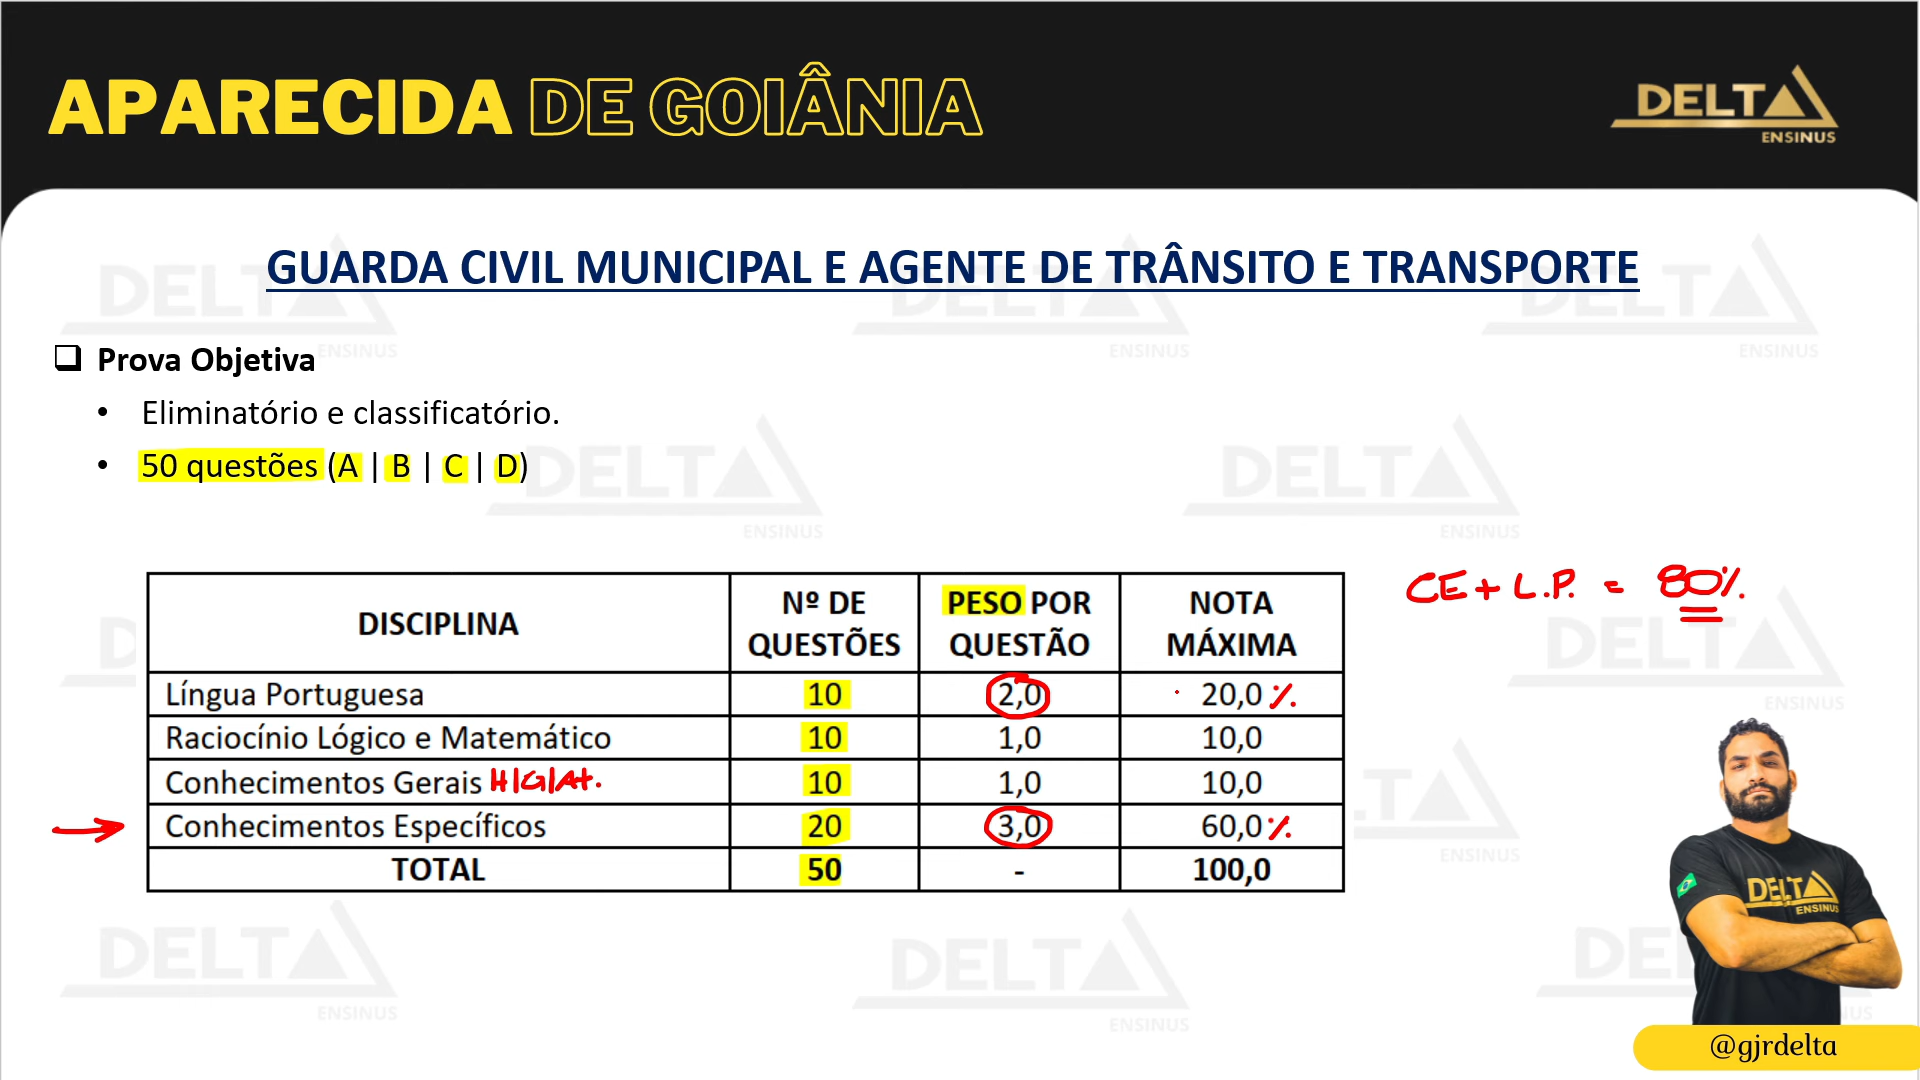 APARECIDA DE GOIÂNIA
DELTA
ENSINUS
GUARDA CIVIL MUNICIPAL E AGENTE DE TRÂNSITO E TRANSPORTE
❑ Prova Objetiva
• Eliminatório e classificatório.
• 50 questões (A | B | C | D)
CE + L.P. = 80%
DISCIPLINA Nº DE QUESTÕES PESO POR QUESTÃO NOTA MÁXIMA
Língua Portuguesa 10 2,0 20,0 %
Raciocínio Lógico e Matemático 10 1,0 10,0
Conhecimentos Gerais H|G|At. 10 1,0 10,0
Conhecimentos Específicos 20 3,0 60,0 %
TOTAL 50 - 100,0
DELTA
ENSINUS
@gjrdelta